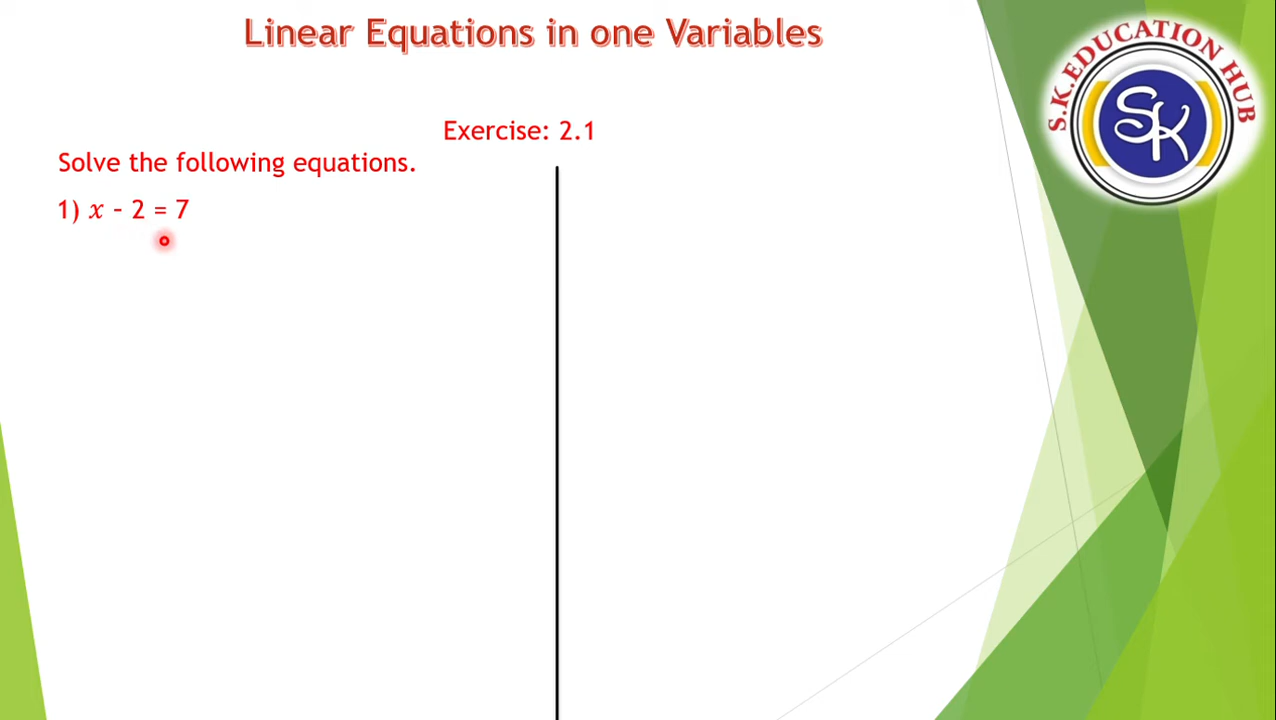 Linear Equations in one Variables
S.K.EDUCATION HUB
SK
Exercise: 2.1
Solve the following equations.
1) 𝑥 – 2 = 7